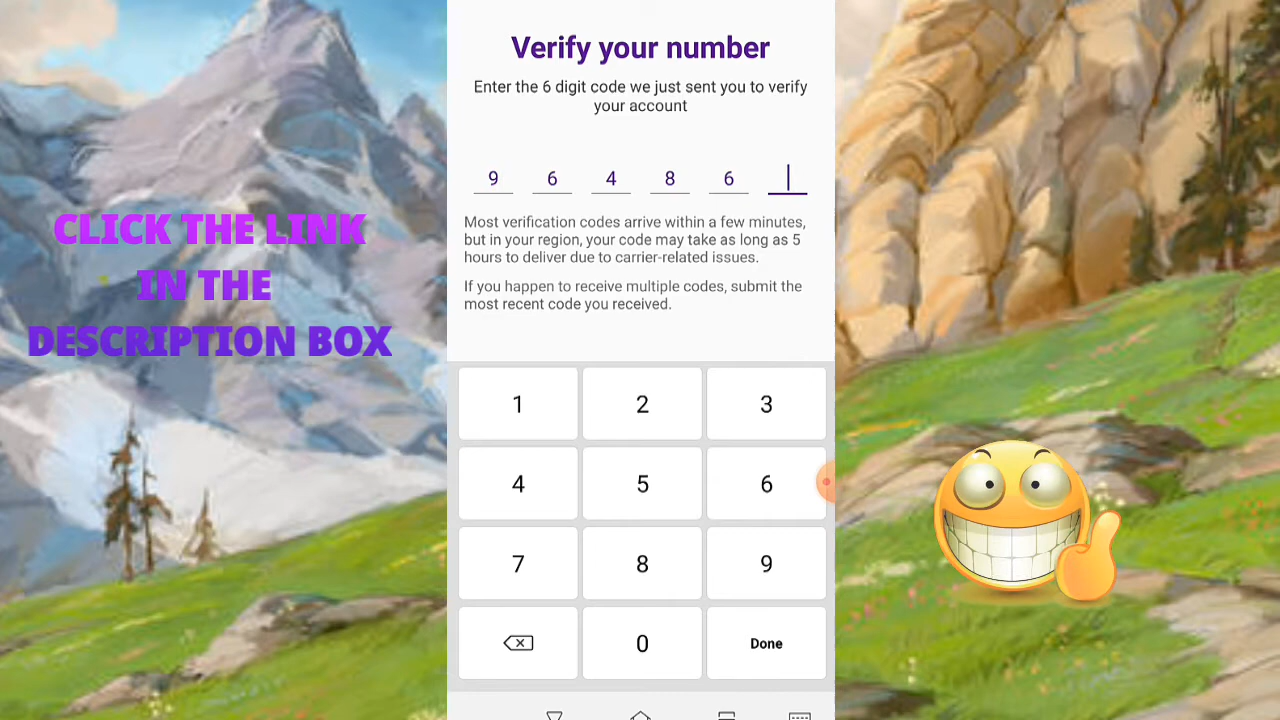 Verify your number
Enter the 6 digit code we just sent you to verify
your account
9 6 4 8 6
Most verification codes arrive within a few minutes,
but in your region, your code may take as long as 5
hours to deliver due to carrier-related issues.
If you happen to receive multiple codes, submit the
most recent code you received.
CLICK THE LINK
IN THE
DESCRIPTION BOX
1 2 3
4 5 6
7 8 9
0 Done